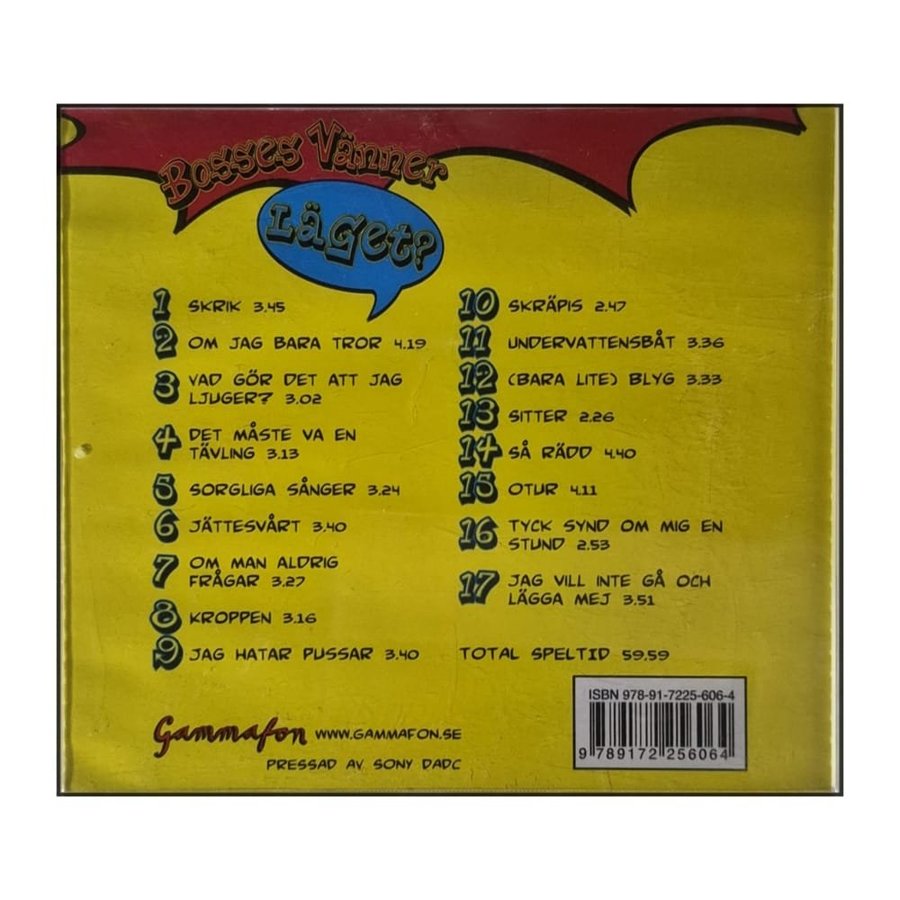 Bosses Vänner
Läget?
1 SKRIK 3.45
2 OM JAG BARA TROR 4.19
3 VAD GÖR DET ATT JAG
LJUGER? 3.02
4 DET MÅSTE VA EN
TÄVLING 3.13
5 SORGLIGA SÅNGER 3.24
6 JÄTTESVÅRT 3.40
7 OM MAN ALDRIG
FRÅGAR 3.27
8 KROPPEN 3.16
9 JAG HATAR PUSSAR 3.40
10 SKRÄPIS 2.47
11 UNDERVATTENSBÅT 3.36
12 (BARA LITE) BLYG 3.33
13 SITTER 2.26
14 SÅ RÄDD 4.40
15 OTUR 4.11
16 TYCK SYND OM MIG EN
STUND 2.53
17 JAG VILL INTE GÅ OCH
LÄGGA MEJ 3.51
TOTAL SPELTID 59.59
ISBN 978-91-7225-606-4
9 789172 256064
Gammafon WWW.GAMMAFON.SE
PRESSAD AV SONY DADC